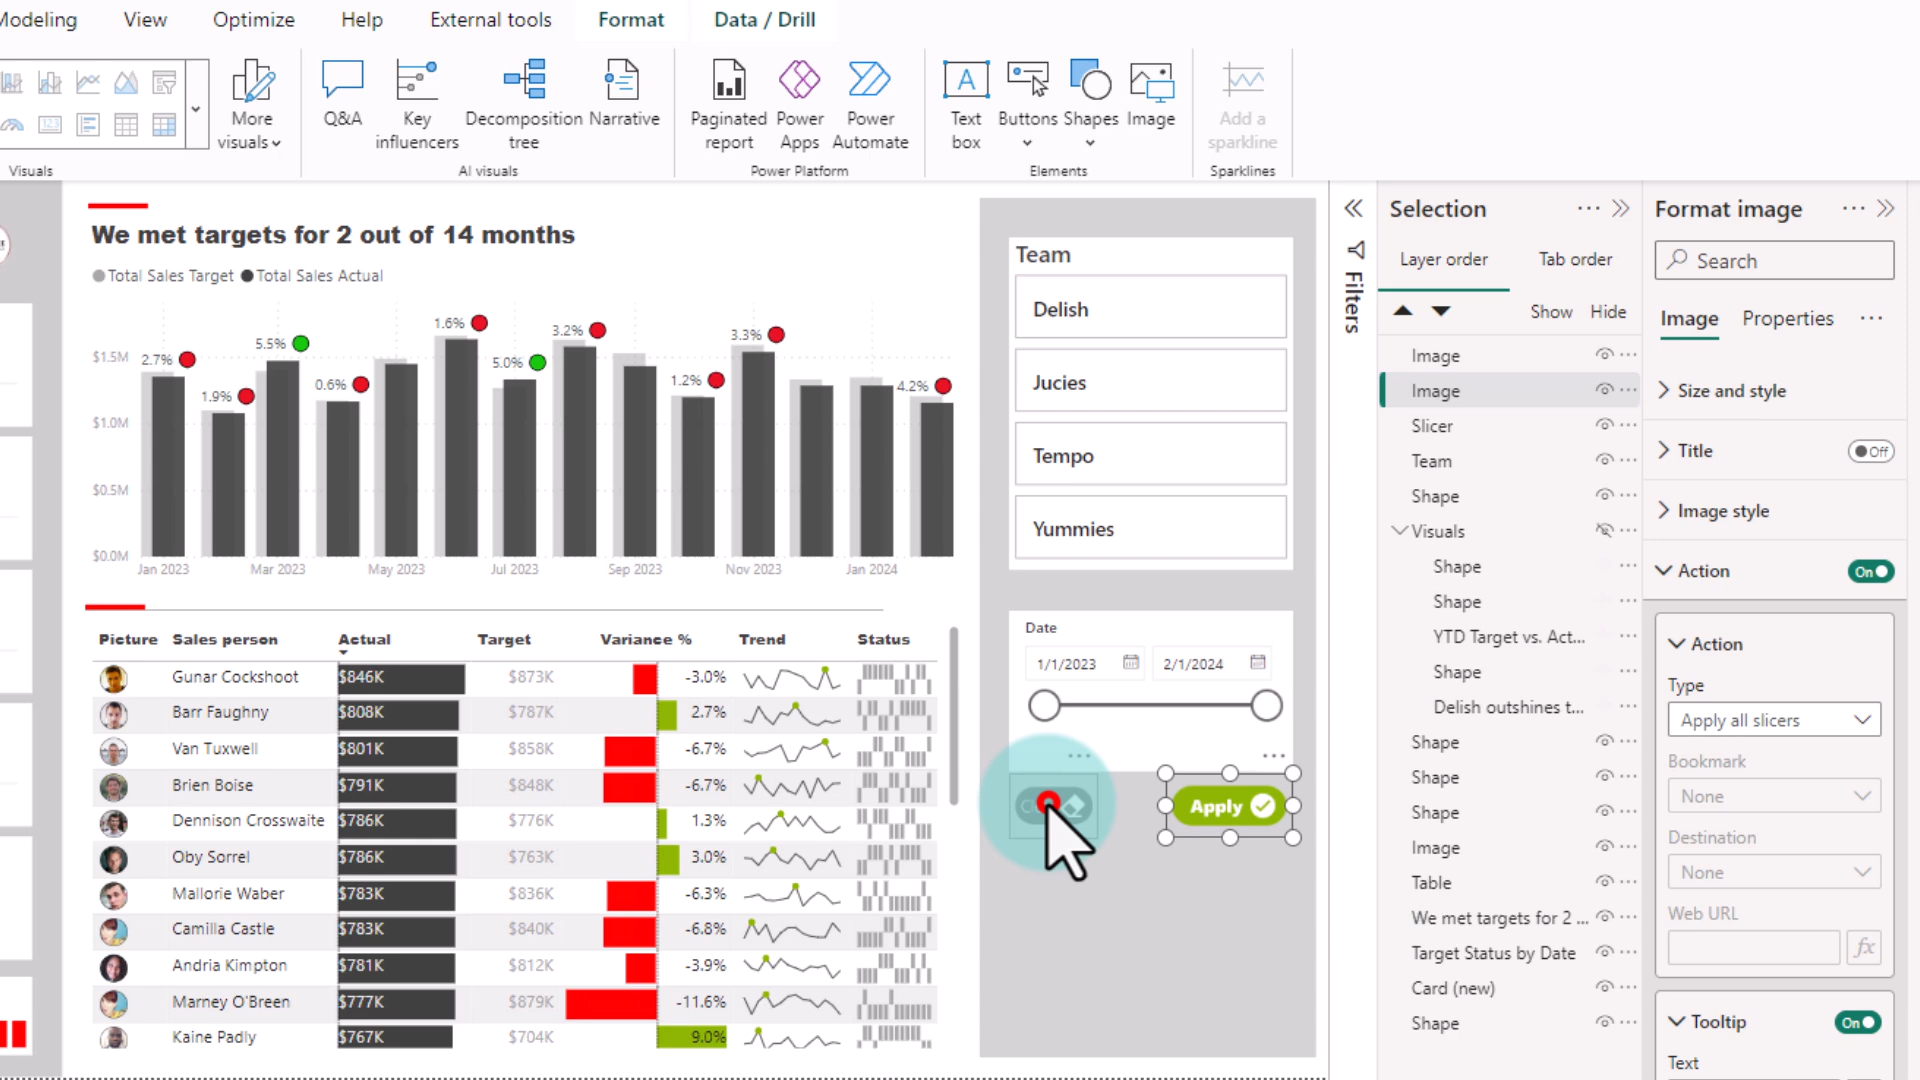 Modeling
View
Optimize
Help
External tools
Format
Data / Drill
More visuals
Q&A
Key influencers
Decomposition tree
Narrative
Paginated report
Power Apps
Power Automate
Text box
Buttons
Shapes
Image
Add a sparkline
Visuals
AI visuals
Power Platform
Elements
Sparklines
We met targets for 2 out of 14 months
Total Sales Target
Total Sales Actual
$1.5M
$1.0M
$0.5M
$0.0M
2.7%
1.9%
5.5%
0.6%
1.6%
5.0%
3.2%
1.2%
3.3%
4.2%
Jan 2023
Mar 2023
May 2023
Jul 2023
Sep 2023
Nov 2023
Jan 2024
Picture Sales person Actual Target Variance % Trend Status
Gunar Cockshoot $846K $873K -3.0%
Barr Faughny $808K $787K 2.7%
Van Tuxwell $801K $858K -6.7%
Brien Boise $791K $848K -6.7%
Dennison Crosswaite $786K $776K 1.3%
Oby Sorrel $786K $763K 3.0%
Mallorie Waber $783K $836K -6.3%
Camilla Castle $783K $840K -6.8%
Andria Kimpton $781K $812K -3.9%
Marney O'Breen $777K $879K -11.6%
Kaine Padly $767K $704K 9.0%
Team
Delish
Jucies
Tempo
Yummies
Date
1/1/2023
2/1/2024
Apply
Filters
Selection
Layer order
Tab order
Show
Hide
Image
Image
Slicer
Team
Shape
Visuals
Shape
Shape
YTD Target vs. Act...
Shape
Delish outshines t...
Shape
Shape
Shape
Image
Table
We met targets for 2 ...
Target Status by Date
Card (new)
Shape
Format image
Search
Image
Properties
Size and style
Title
Off
Image style
Action
On
Action
Type
Apply all slicers
Bookmark
None
Destination
None
Web URL
fx
Tooltip
On
Text